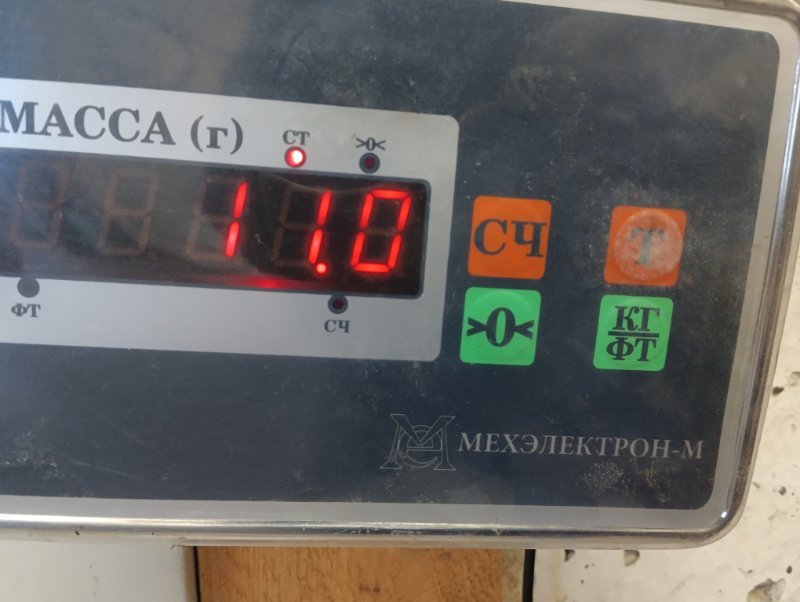 МАССА (г)
СТ
>0<
11.0
ФТ
СЧ
СЧ
Т
>0<
КГ
ФТ
МЕХЭЛЕКТРОН-М